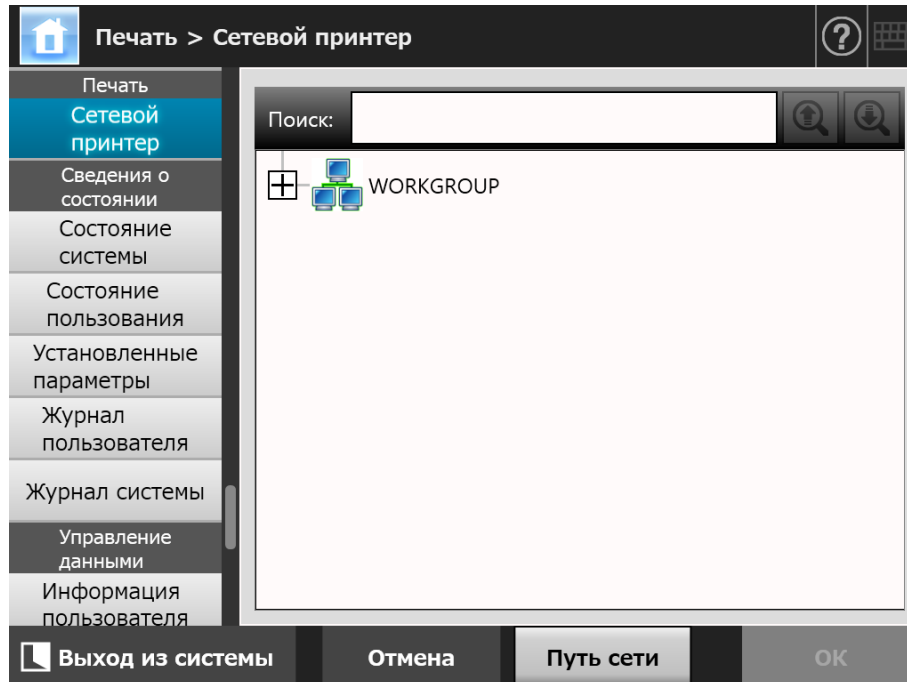 Печать > Сетевой принтер
?
Печать
Сетевой
принтер
Сведения о
состоянии
Состояние
системы
Состояние
пользования
Установленные
параметры
Журнал
пользователя
Журнал системы
Управление
данными
Информация
пользователя
Поиск:
WORKGROUP
Выход из системы
Отмена
Путь сети
ОК